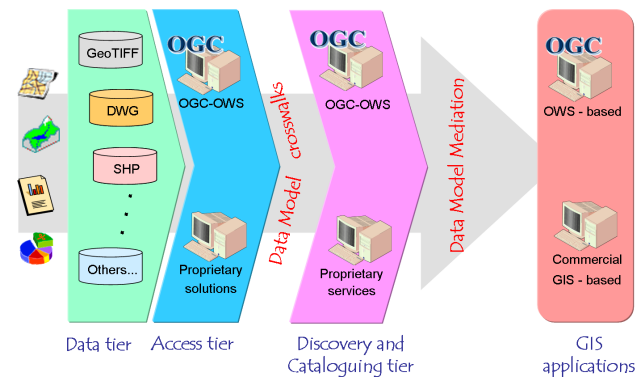 GeoTIFF
DWG
SHP
Others...
Data tier
OGC
OGC-OWS
Proprietary
solutions
Access tier
Data Model crosswalks
OGC
OGC-OWS
Proprietary
services
Discovery and
Cataloguing tier
Data Model Mediation
OGC
OWS - based
Commercial
GIS - based
GIS
applications